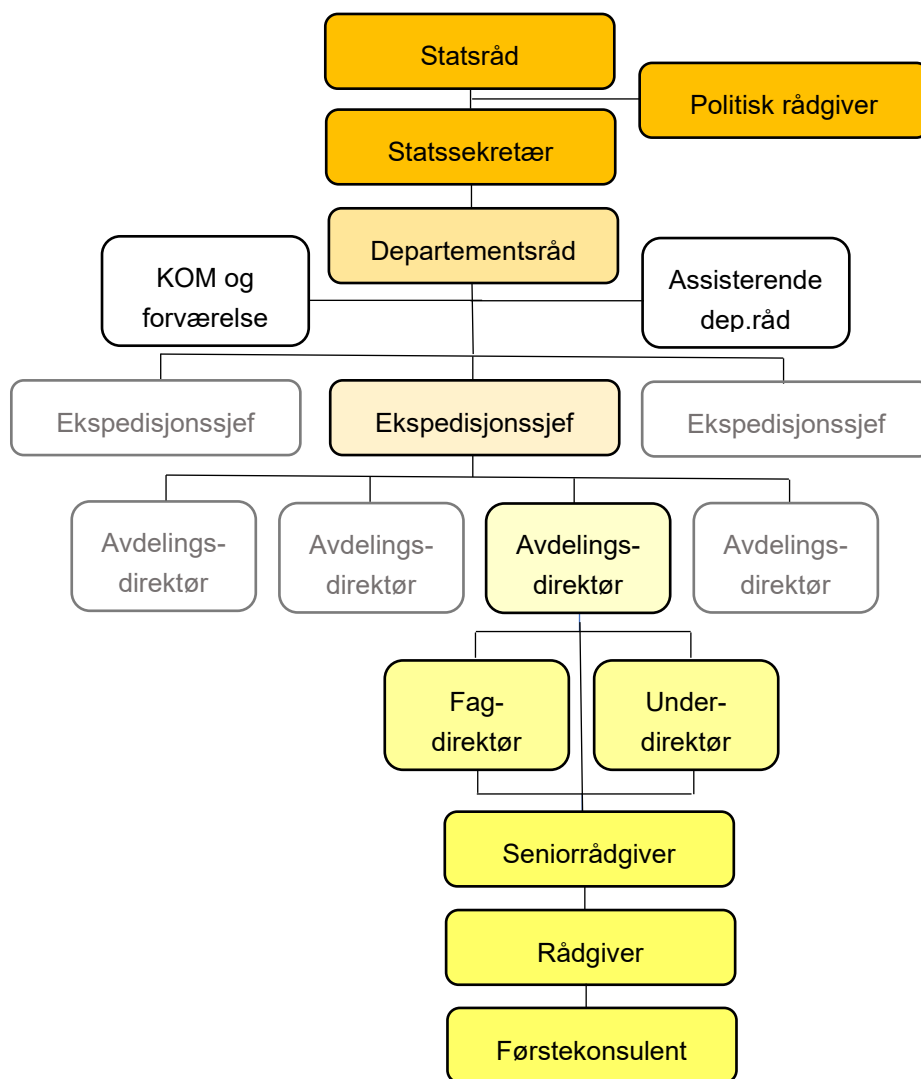 Statsråd
Politisk rådgiver
Statssekretær
Departementsråd
KOM og
forværelse
Assisterende
dep.råd
Ekspedisjonssjef
Ekspedisjonssjef
Ekspedisjonssjef
Avdelings-
direktør
Avdelings-
direktør
Avdelings-
direktør
Avdelings-
direktør
Fag-
direktør
Under-
direktør
Seniorrådgiver
Rådgiver
Førstekonsulent